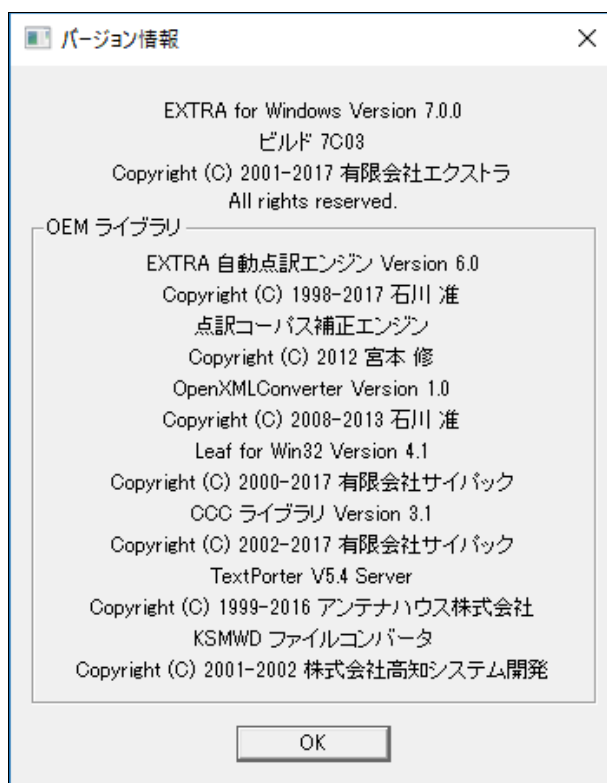 バージョン情報
EXTRA for Windows Version 7.0.0
ビルド 7C03
Copyright (C) 2001-2017 有限会社エクストラ
All rights reserved.
OEM ライブラリ
EXTRA 自動点訳エンジン Version 6.0
Copyright (C) 1998-2017 石川 准
点訳コーパス補正エンジン
Copyright (C) 2012 宮本 修
OpenXMLConverter Version 1.0
Copyright (C) 2008-2013 石川 准
Leaf for Win32 Version 4.1
Copyright (C) 2000-2017 有限会社サイパック
CCC ライブラリ Version 3.1
Copyright (C) 2002-2017 有限会社サイパック
TextPorter V5.4 Server
Copyright (C) 1999-2016 アンテナハウス株式会社
KSMWD ファイルコンバータ
Copyright (C) 2001-2002 株式会社高知システム開発
OK